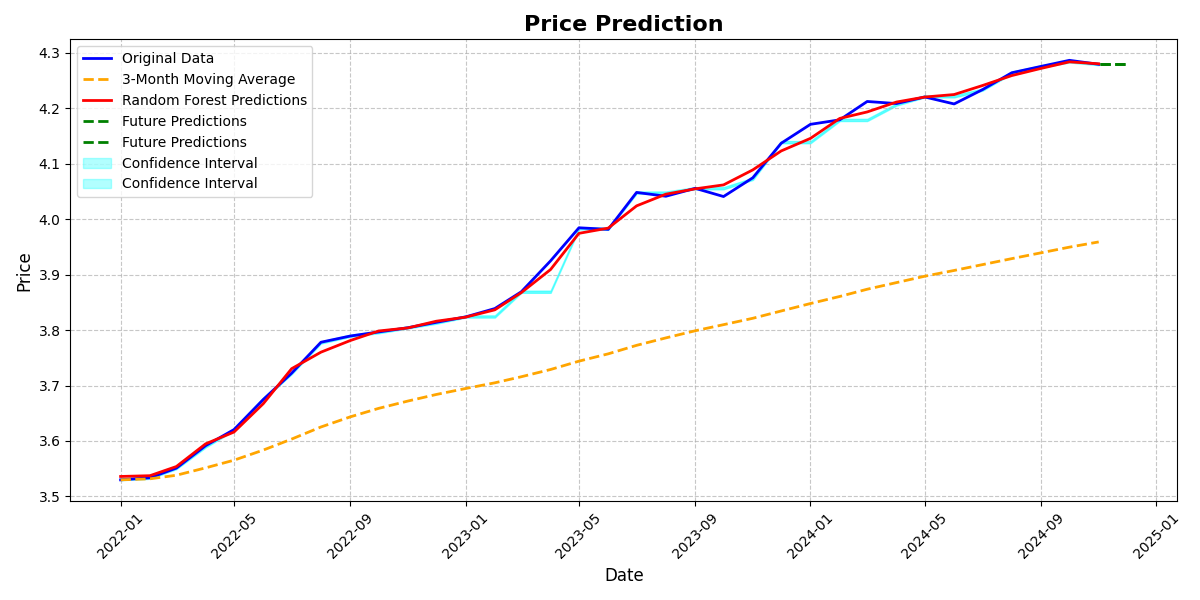 Price Prediction
4.3
4.2
4.1
4.0
3.9
3.8
3.7
3.6
3.5
Price
Original Data
3-Month Moving Average
Random Forest Predictions
Future Predictions
Future Predictions
Confidence Interval
Confidence Interval
2022-01
2022-05
2022-09
2023-01
2023-05
2023-09
2024-01
2024-05
2024-09
2025-01
Date